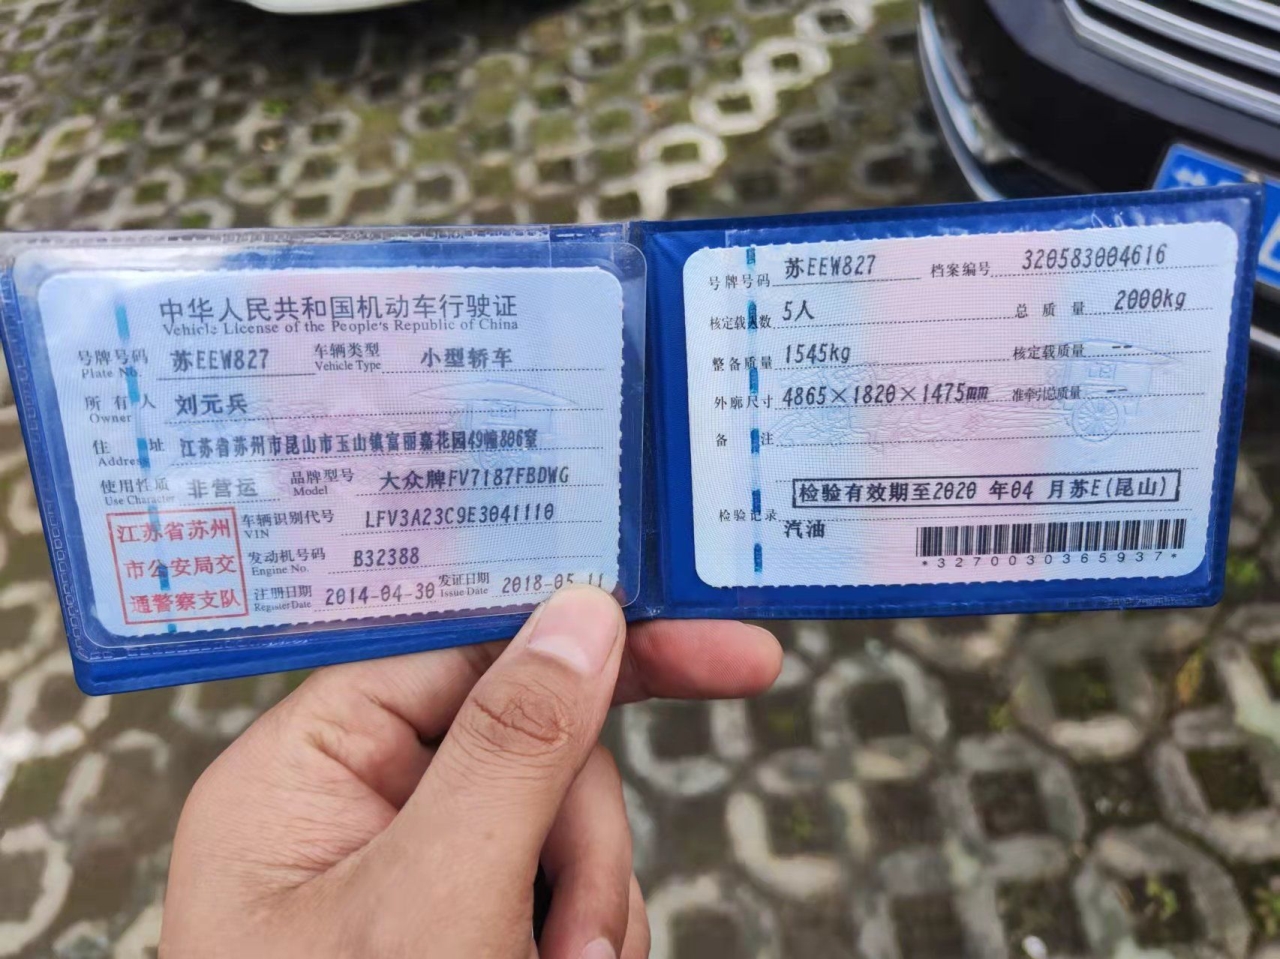 中华人民共和国机动车行驶证
Vehicle License of the People's Republic of China
号牌号码 苏EEW827 车辆类型 小型轿车
Plate No. Vehicle Type
所有人 刘元兵
Owner
住址 江苏省苏州市昆山市玉山镇富丽嘉花园49幢806室
Address
使用性质 非营运 品牌型号 大众牌FV7187FBDWG
Use Character Model
江苏省苏州
市公安局交
通警察支队
车辆识别代号 LFV3A23C9E3041110
VIN
发动机号码 B32388
Engine No.
注册日期 2014-04-30 发证日期 2018-05-11
Register Date Issue Date
号牌号码 苏EEW827 档案编号 320583004616
核定载人数 5人 总质量 2000kg
整备质量 1545kg 核定载质量 --
外廓尺寸 4865×1820×1475mm 准牵引总质量 --
备注
检验有效期至2020 年04 月苏E(昆山)
检验记录
汽油
*3270030365937*